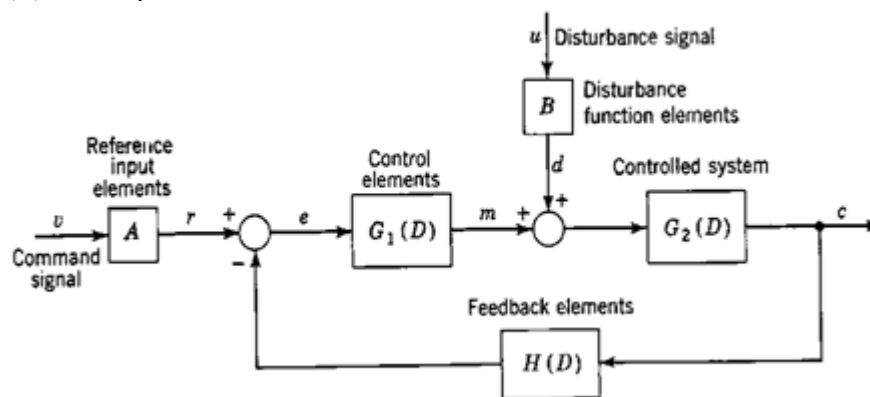 u Disturbance signal
B
Disturbance
function elements
d
Reference
input
elements
v
A
r
+
-
e
Command
signal
Control
elements
G₁(D)
m
+
+
Controlled system
G₂(D)
c
Feedback elements
H(D)